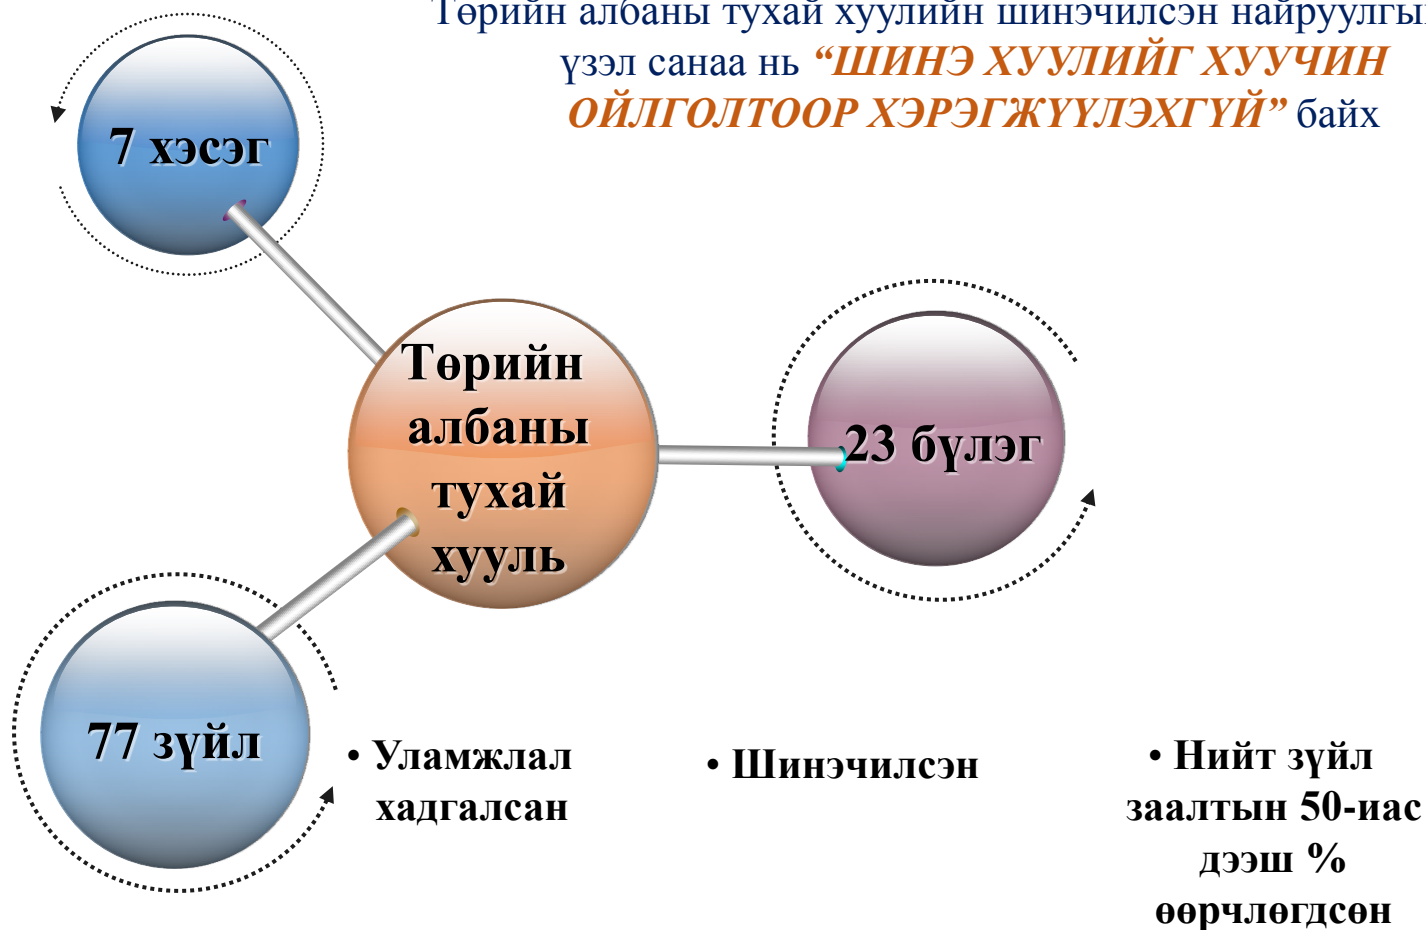 Төрийн албаны тухай хуулийн шинэчилсэн найруулгы
үзэл санаа нь “ШИНЭ ХУУЛИЙГ ХУУЧИН
ОЙЛГОЛТООР ХЭРЭГЖҮҮЛЭХГҮЙ” байх
7 хэсэг
Төрийн
албаны
тухай
хууль
23 бүлэг
77 зүйл
• Уламжлал
хадгалсан
• Шинэчилсэн
• Нийт зүйл
заалтын 50-иас
дээш %
өөрчлөгдсөн